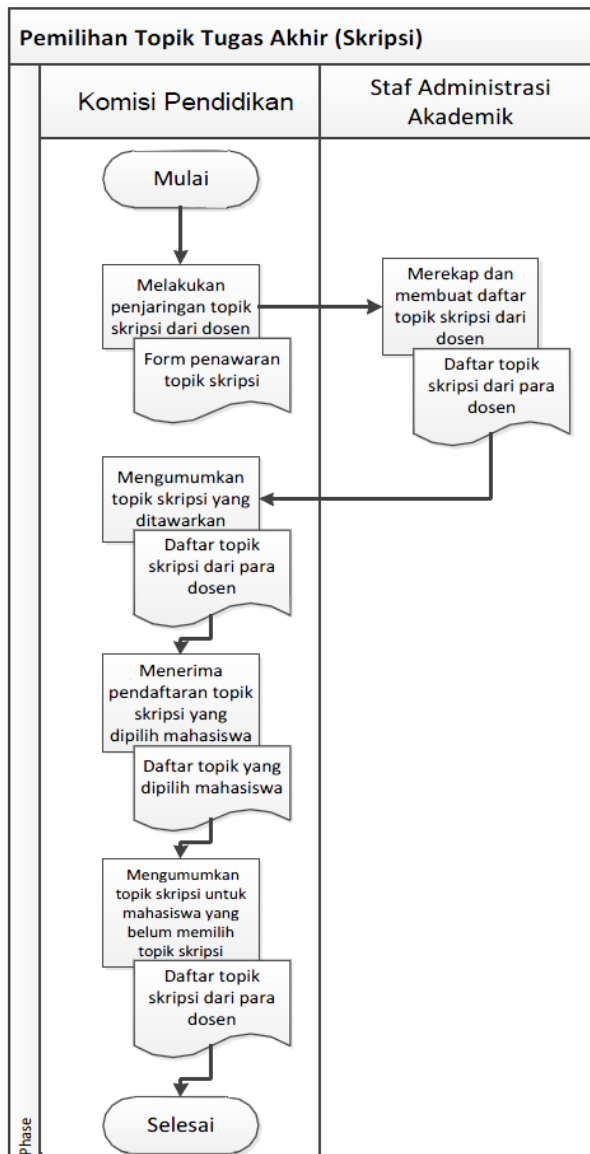 Pemilihan Topik Tugas Akhir (Skripsi)
Komisi Pendidikan
Staf Administrasi
Akademik
Mulai
Melakukan
penjaringan topik
skripsi dari dosen
Form penawaran
topik skripsi
Merekap dan
membuat daftar
topik skripsi dari
dosen
Daftar topik
skripsi dari para
dosen
Mengumumkan
topik skripsi yang
ditawarkan
Daftar topik
skripsi dari para
dosen
Menerima
pendaftaran topik
skripsi yang
dipilih mahasiswa
Daftar topik yang
dipilih mahasiswa
Mengumumkan
topik skripsi untuk
mahasiswa yang
belum memilih
topik skripsi
Daftar topik
skripsi dari para
dosen
Selesai
Phase